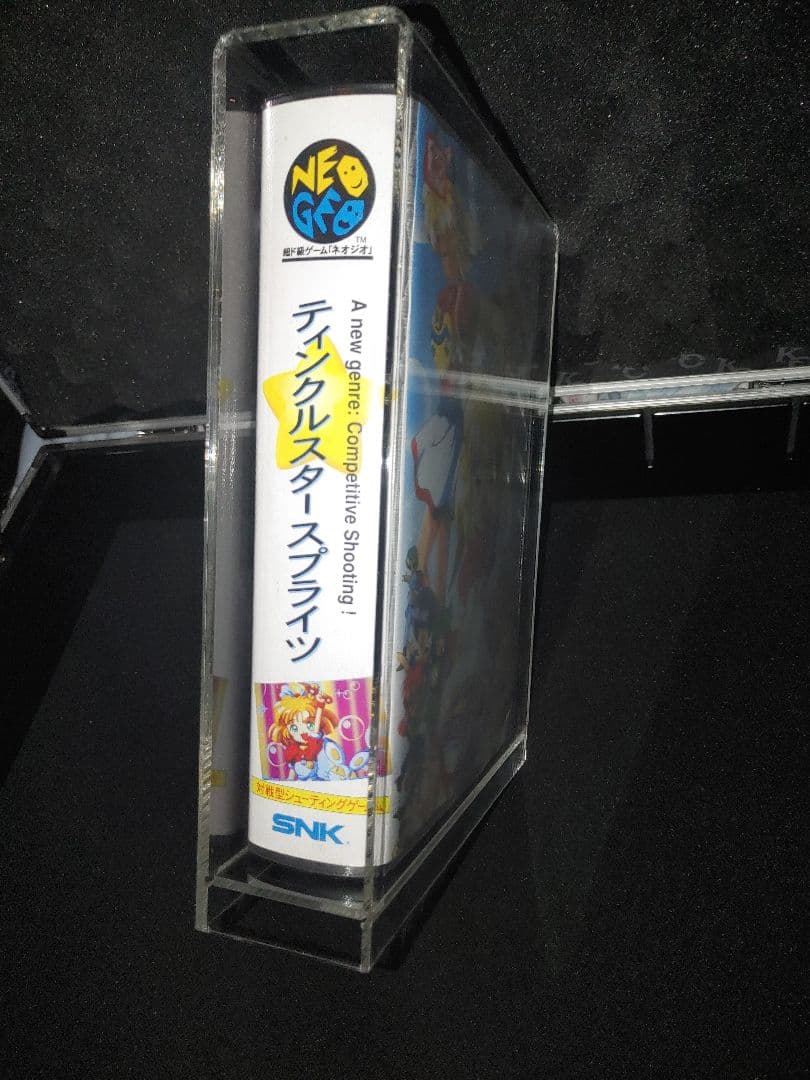 NEO
GEO
TM
超ド級ゲーム「ネオジオ」
A new genre: Competitive Shooting !
ティンクルスタースプライツ
対戦型シューティングゲーム
SNK